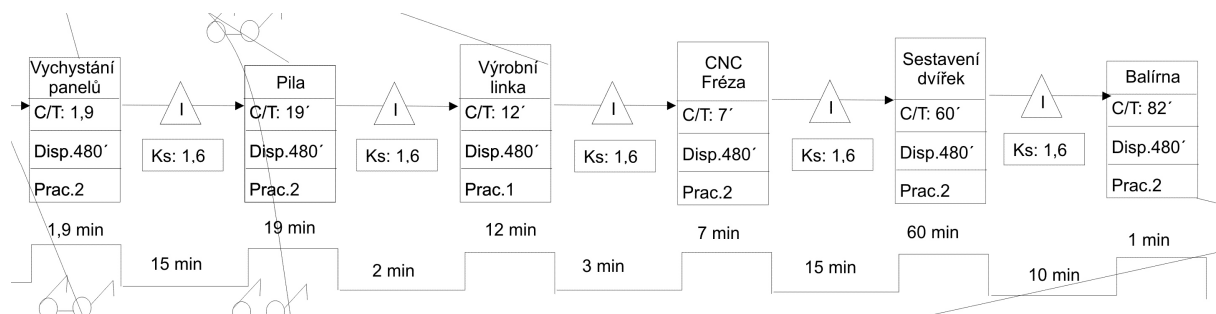 Vychystání
panelů
C/T: 1,9
Disp.480´
Prac.2
I
Ks: 1,6
Pila
C/T: 19´
Disp.480´
Prac.2
I
Ks: 1,6
Výrobní
linka
C/T: 12´
Disp.480´
Prac.1
I
Ks: 1,6
CNC
Fréza
C/T: 7´
Disp.480´
Prac.2
I
Ks: 1,6
Sestavení
dvířek
C/T: 60´
Disp.480´
Prac.2
I
Ks: 1,6
Balírna
C/T: 82´
Disp.480´
Prac.2
1,9 min
15 min
19 min
2 min
12 min
3 min
7 min
15 min
60 min
10 min
1 min